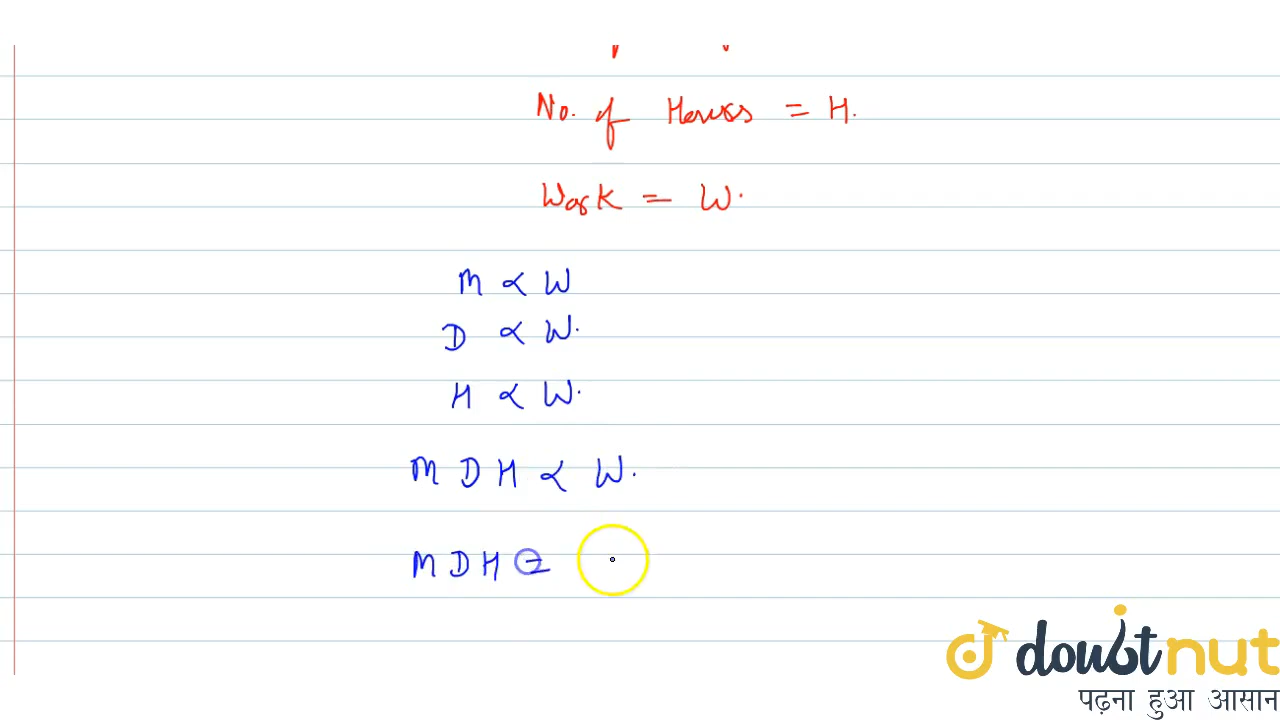 No. of Hours = H.
Work = W.
M ∝ W
D ∝ W.
H ∝ W.
M D H ∝ W.
M D H =
doubtnut
पढ़ना हुआ आसान